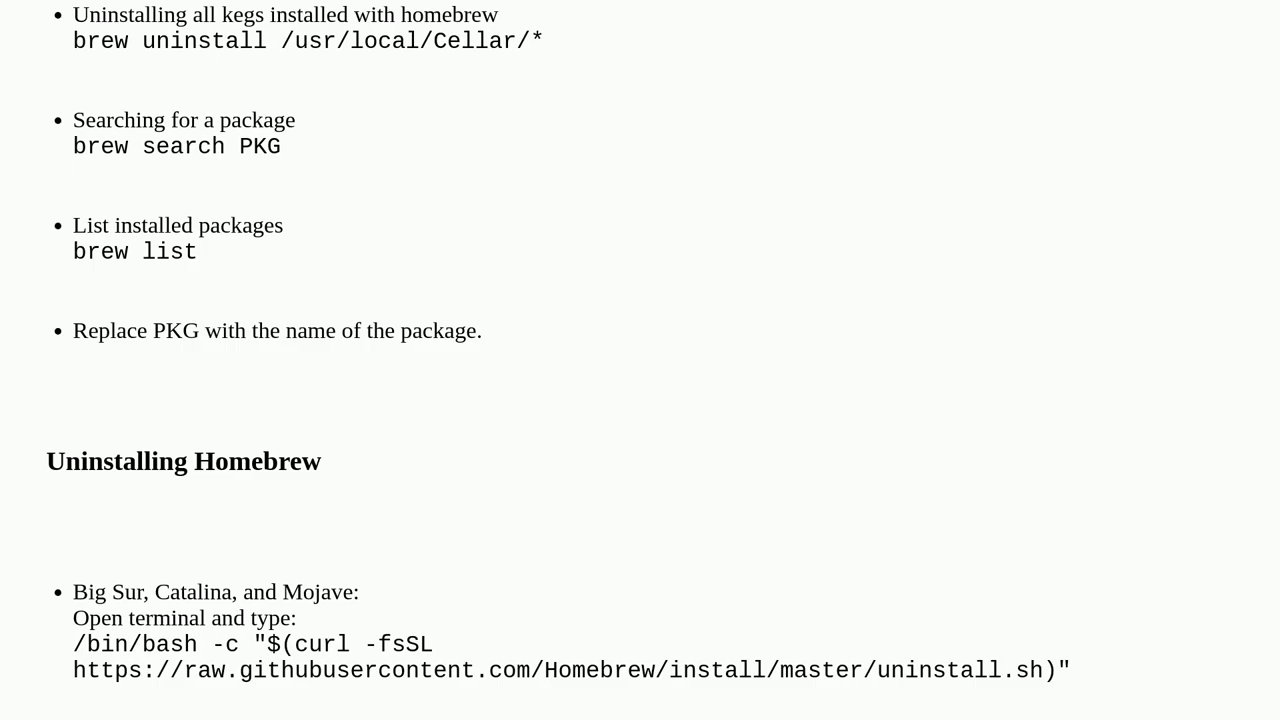 • Uninstalling all kegs installed with homebrew
brew uninstall /usr/local/Cellar/*
• Searching for a package
brew search PKG
• List installed packages
brew list
• Replace PKG with the name of the package.
Uninstalling Homebrew
• Big Sur, Catalina, and Mojave:
Open terminal and type:
/bin/bash -c "$(curl -fsSL
https://raw.githubusercontent.com/Homebrew/install/master/uninstall.sh)"